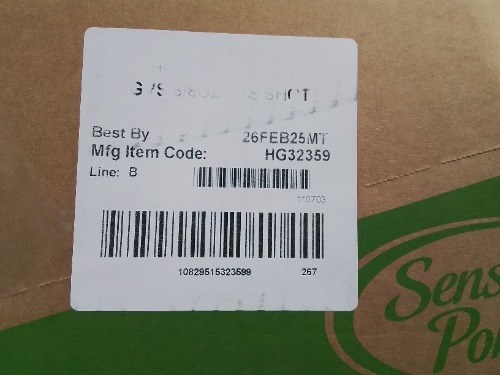 Best By 26FEB25MT
Mfg Item Code: HG32359
Line: B
110703
10829515323599 267
Sens
Po